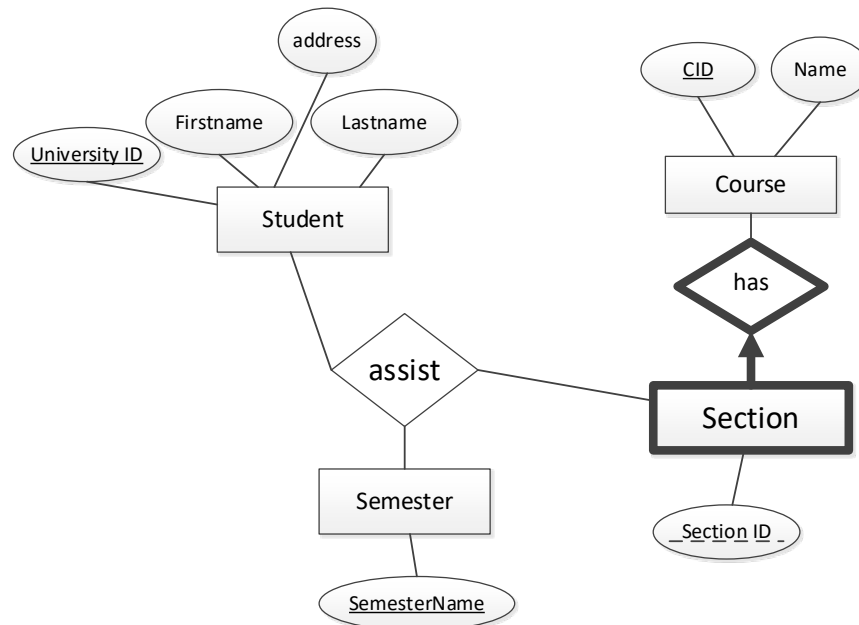 address
CID
Name
Firstname
Lastname
University ID
Course
Student
has
assist
Section
Semester
Section ID
SemesterName